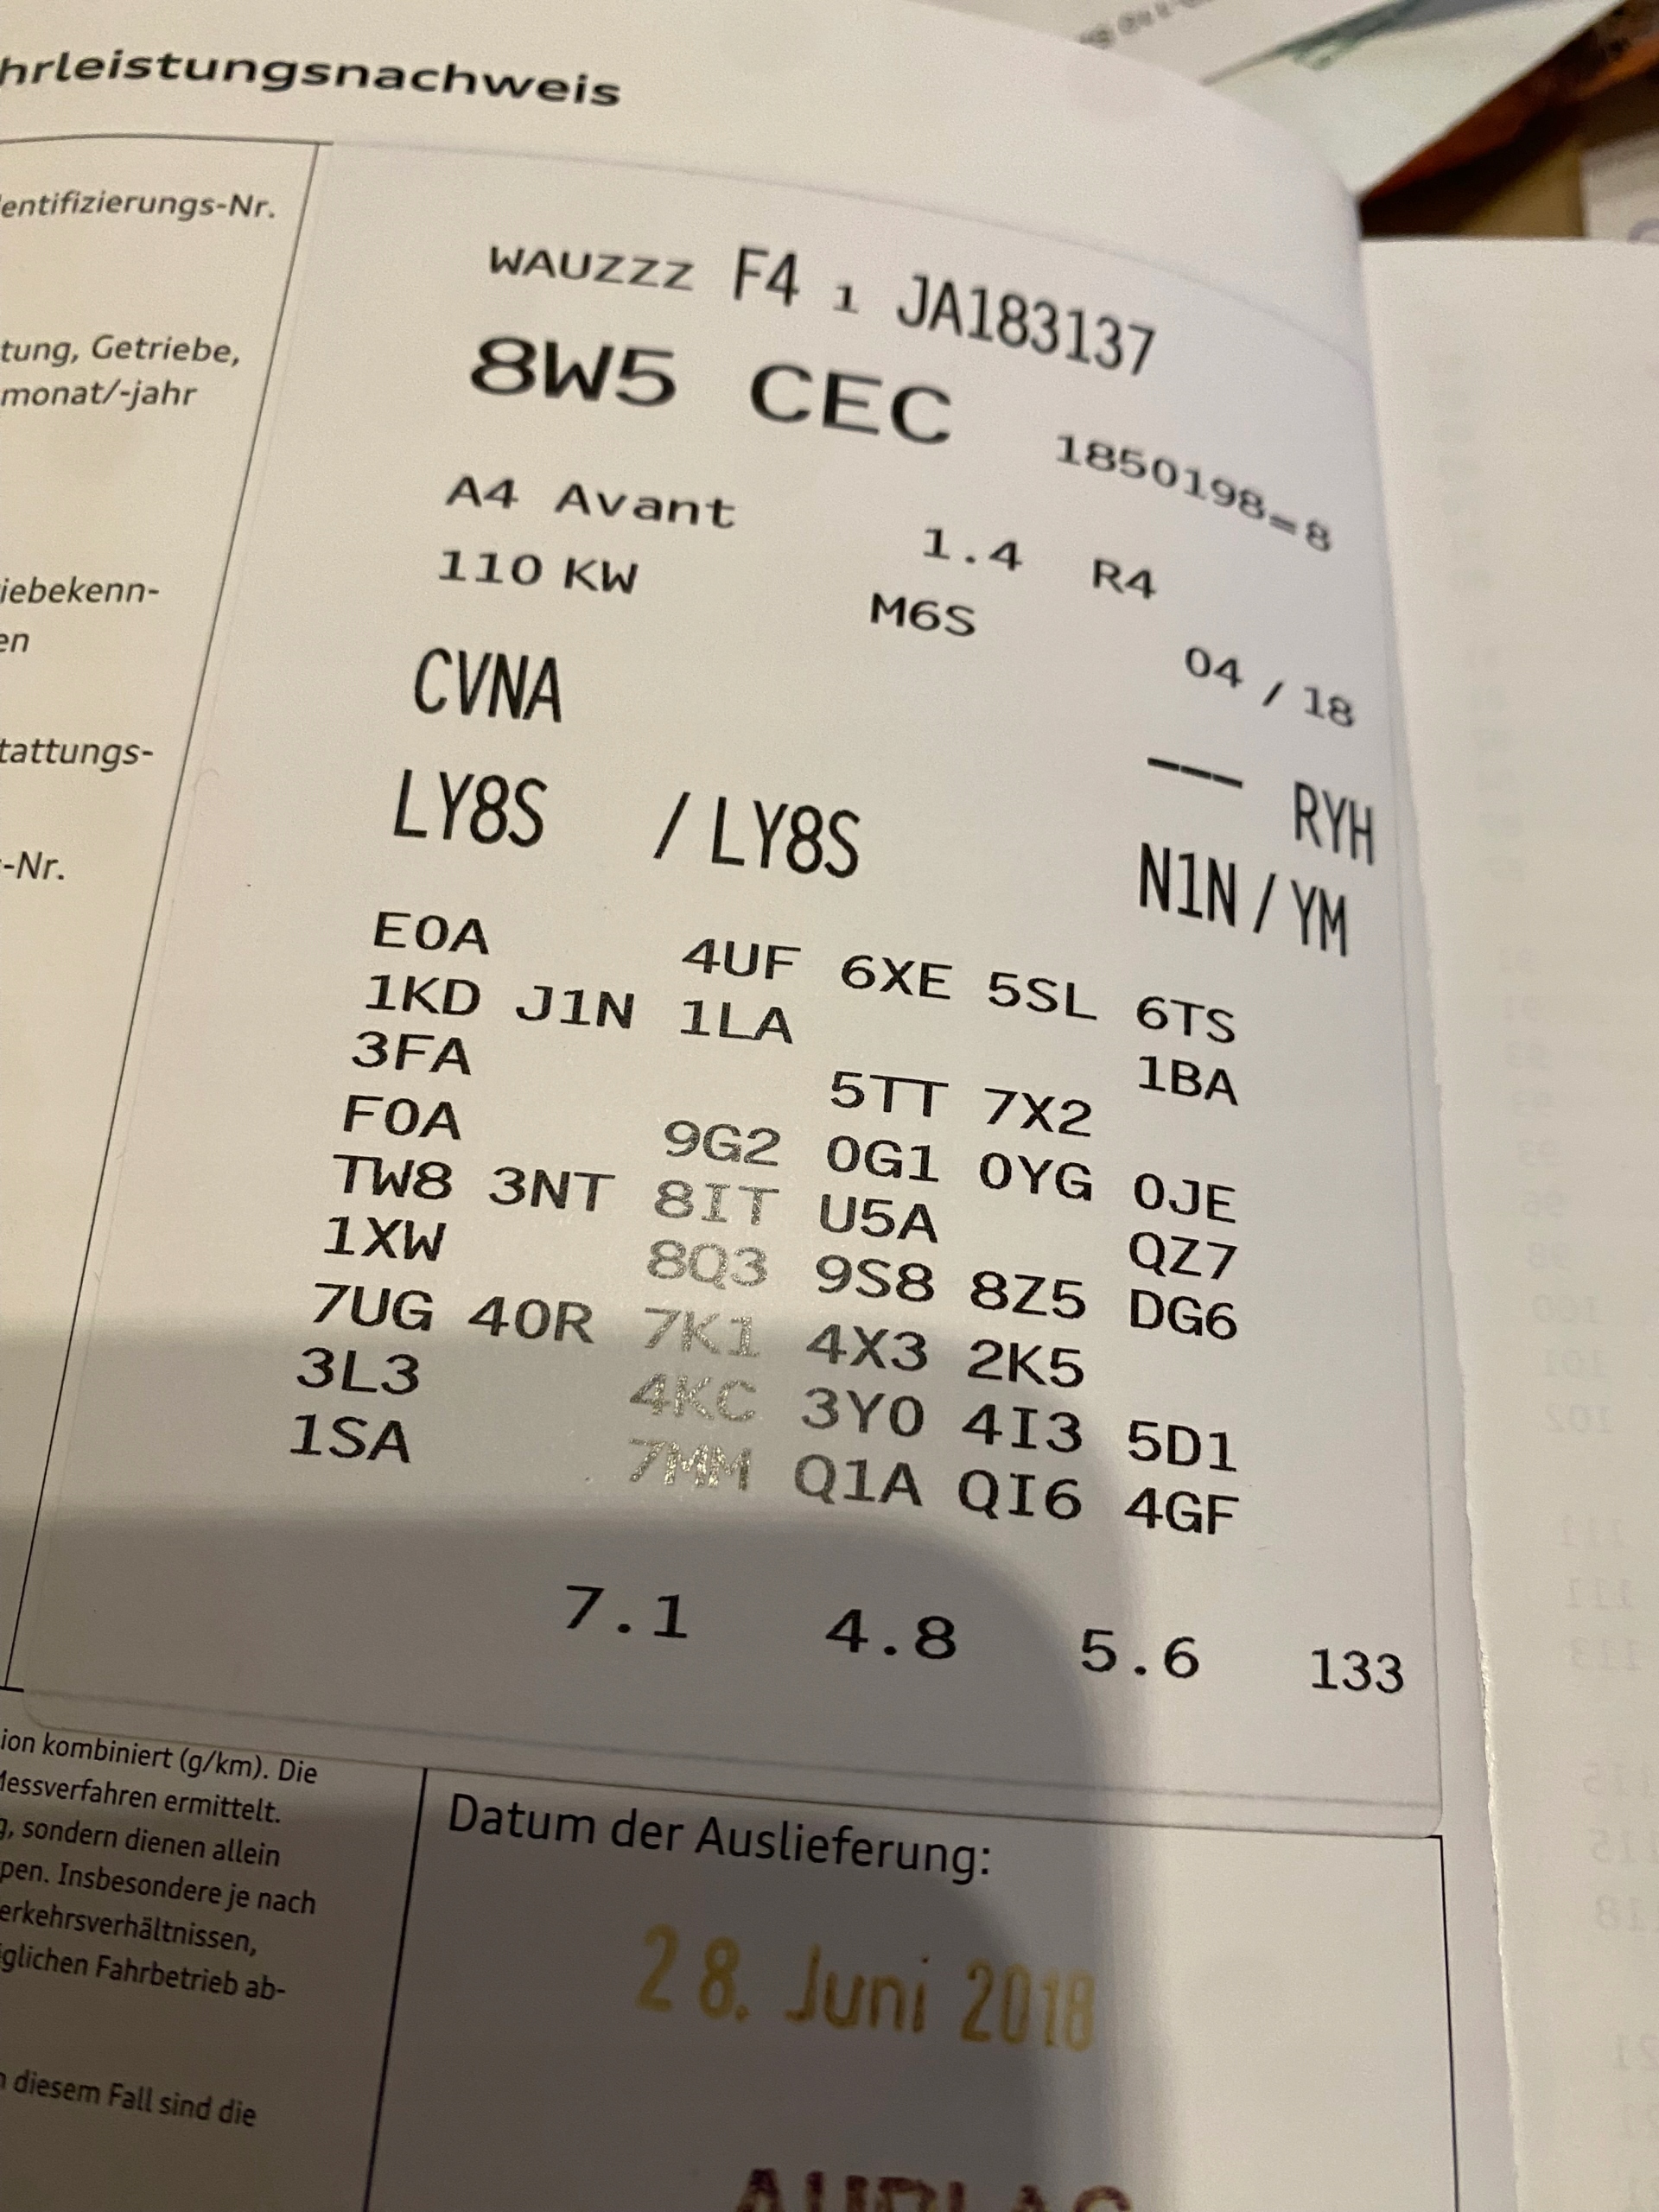 hrleistungsnachweis
entifizierungs-Nr.
WAUZZZ F4 1 JA183137
8W5 CEC 1850198=8
tung, Getriebe,
monat/-jahr
A4 Avant 1.4 R4
110 KW M6S 04 / 18
iebekenn-
en
CVNA --- RYH
tattungs-
LY8S / LY8S N1N / YM
-Nr.
E0A 4UF 6XE 5SL 6TS
1KD J1N 1LA 1BA
3FA 5TT 7X2
F0A 9G2 0G1 0YG 0JE
TW8 3NT 8IT U5A QZ7
1XW 8Q3 9S8 8Z5 DG6
7UG 40R 7K1 4X3 2K5
3L3 4KC 3Y0 4I3 5D1
1SA 7MM Q1A QI6 4GF
7.1 4.8 5.6 133
ion kombiniert (g/km). Die
Messverfahren ermittelt.
g, sondern dienen allein
pen. Insbesondere je nach
erkehrsverhältnissen,
glichen Fahrbetrieb ab-
diesem Fall sind die
Datum der Auslieferung:
28. Juni 2018
AUDI AG